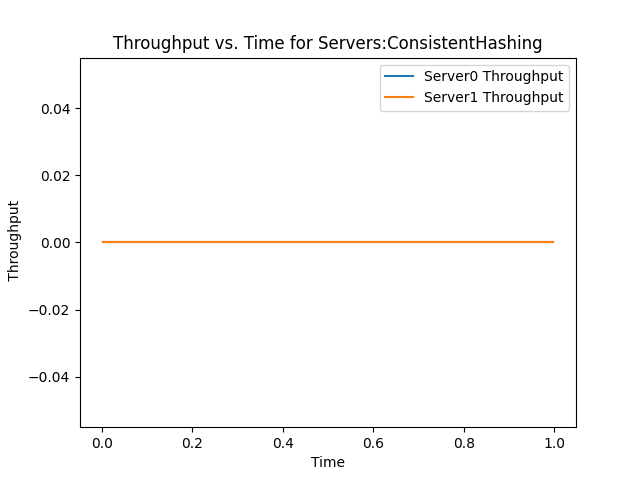 Throughput vs. Time for Servers:ConsistentHashing
Server0 Throughput
Server1 Throughput
0.04
0.02
0.00
−0.02
−0.04
Throughput
0.0 0.2 0.4 0.6 0.8 1.0
Time